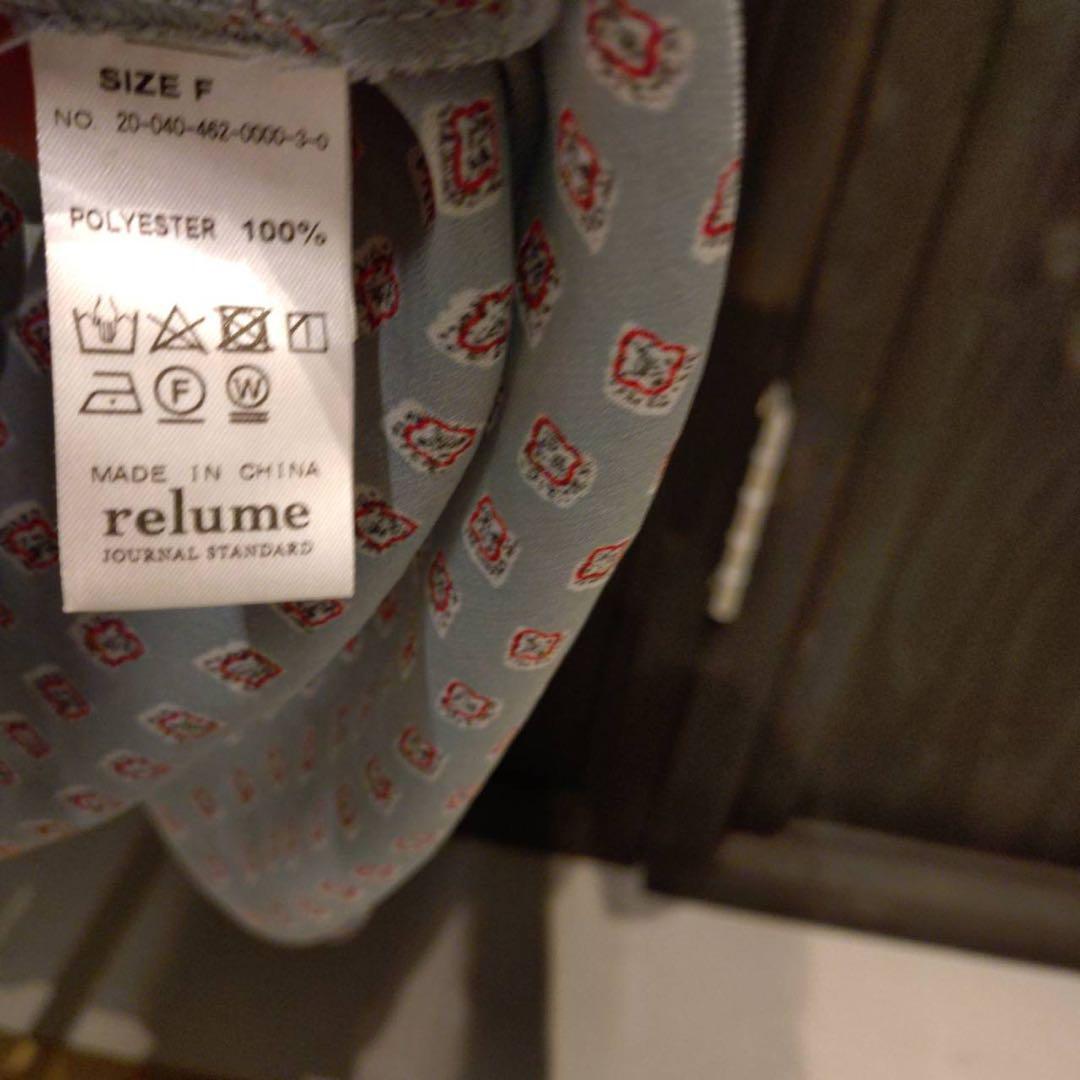 SIZE F
NO 20-040-462-0000-3-0
POLYESTER 100%
F W
MADE IN CHINA
relume
JOURNAL STANDARD